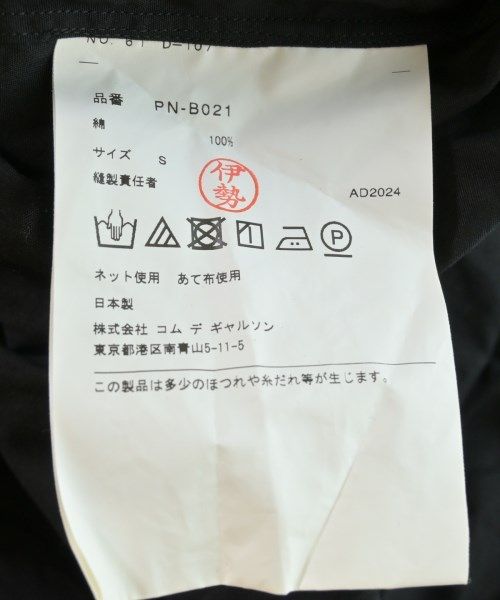 品番 PN-B021
綿
100%
サイズ S
縫製責任者
伊勢
AD2024
P
ネット使用 あて布使用
日本製
株式会社 コム デ ギャルソン
東京都港区南青山5-11-5
この製品は多少のほつれや糸だれ等が生じます。